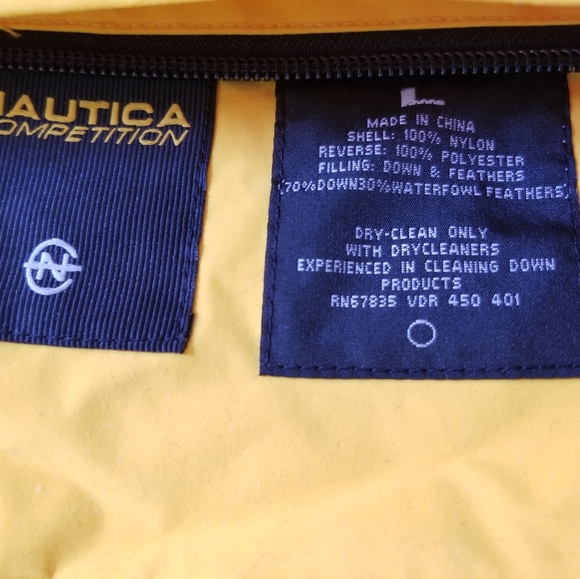 NAUTICA
COMPETITION
N
L
MADE IN CHINA
SHELL: 100% NYLON
REVERSE: 100% POLYESTER
FILLING: DOWN & FEATHERS
(70%DOWN30%WATERFOWL FEATHERS)
DRY-CLEAN ONLY
WITH DRYCLEANERS
EXPERIENCED IN CLEANING DOWN
PRODUCTS
RN67835 VDR 450 401